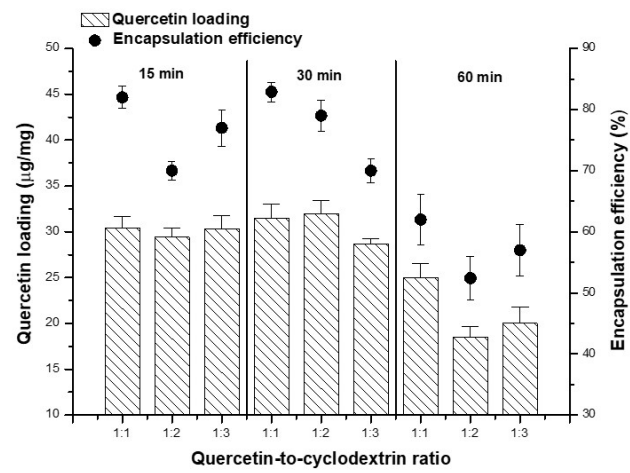 Quercetin loading
Encapsulation efficiency
50
45
40
35
30
25
20
15
10
Quercetin loading (μg/mg)
15 min
30 min
60 min
90
80
70
60
50
40
30
Encapsulation efficiency (%)
1:1 1:2 1:3 1:1 1:2 1:3 1:1 1:2 1:3
Quercetin-to-cyclodextrin ratio